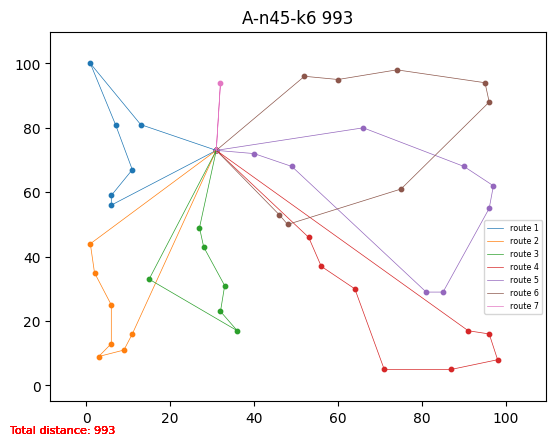 A-n45-k6 993
100
80
60
40
20
0
route 1
route 2
route 3
route 4
route 5
route 6
route 7
0 20 40 60 80 100
Total distance: 993